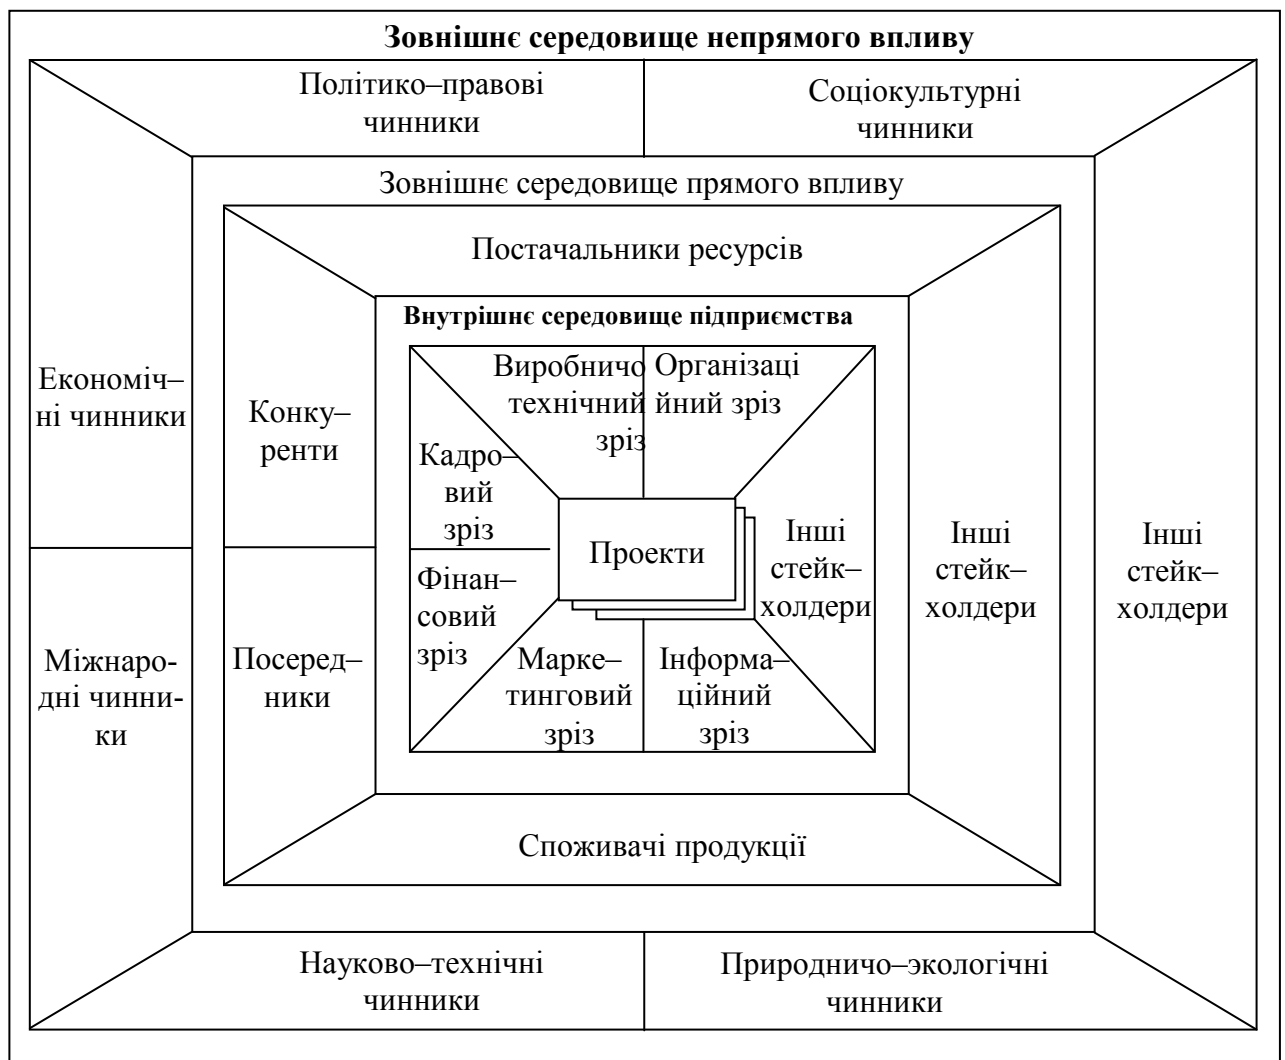 Зовнішнє середовище непрямого впливу
Політико–правові
чинники
Соціокультурні
чинники
Зовнішнє середовище прямого впливу
Постачальники ресурсів
Внутрішнє середовище підприємства
Виробничо
технічний
зріз
Організаці
йний зріз
Економіч–
ні чинники
Конку–
ренти
Кадро–
вий
зріз
Проекти
Інші
стейк–
холдери
Інші
стейк–
холдери
Інші
стейк–
холдери
Фінан–
совий
зріз
Міжнаро-
дні чинни-
ки
Посеред–
ники
Марке–
тинговий
зріз
Інформа–
ційний
зріз
Споживачі продукції
Науково–технічні
чинники
Природничо–экологічні
чинники